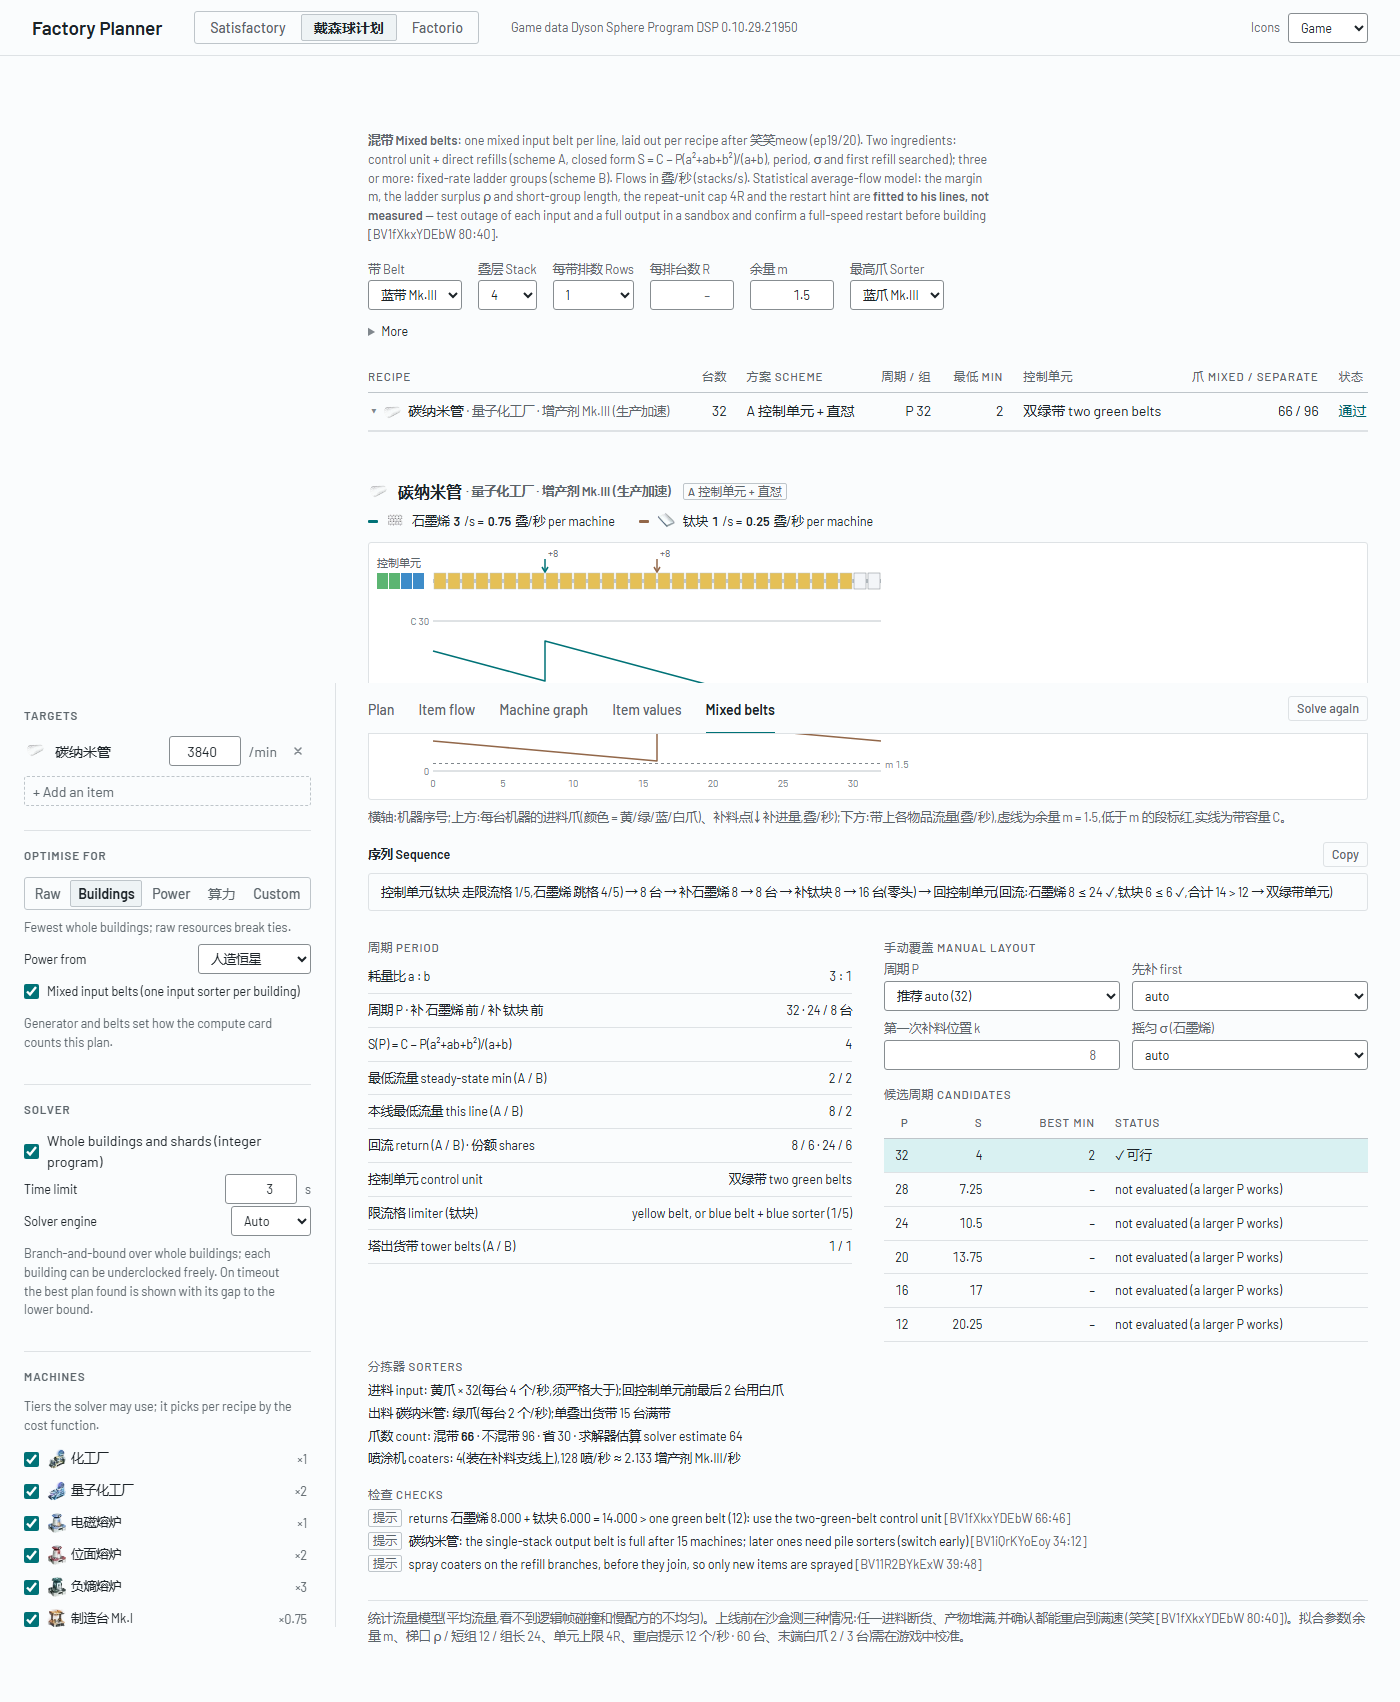 Factory Planner
Satisfactory 戴森球计划 Factorio
Game data Dyson Sphere Program DSP 0.10.29.21950
Icons Game
混带 Mixed belts: one mixed input belt per line, laid out per recipe after 笑笑meow (ep19/20). Two ingredients:
control unit + direct refills (scheme A, closed form S = C − P(a²+ab+b²)/(a+b), period, σ and first refill searched); three
or more: fixed-rate ladder groups (scheme B). Flows in 叠/秒 (stacks/s). Statistical average-flow model: the margin
m, the ladder surplus ρ and short-group length, the repeat-unit cap 4R and the restart hint are fitted to his lines, not
measured — test outage of each input and a full output in a sandbox and confirm a full-speed restart before building
[BV1fXkxYDEbW 80:40].
带 Belt 叠层 Stack 每带排数 Rows 每排台数 R 余量 m 最高爪 Sorter
蓝带 Mk.III 4 1 – 1.5 蓝爪 Mk.III
▶ More
RECIPE 台数 方案 SCHEME 周期 / 组 最低 MIN 控制单元 爪 MIXED / SEPARATE 状态
▼ 碳纳米管 · 量子化工厂 · 增产剂 Mk.III (生产加速) 32 A 控制单元 + 直怼 P 32 2 双绿带 two green belts 66 / 96 通过
碳纳米管 · 量子化工厂 · 增产剂 Mk.III (生产加速) A 控制单元 + 直怼
石墨烯 3 /s = 0.75 叠/秒 per machine 钛块 1 /s = 0.25 叠/秒 per machine
控制单元 +8 +8
C 30
TARGETS
碳纳米管 3840 /min ×
+ Add an item
Plan Item flow Machine graph Item values Mixed belts Solve again
0 m 1.5
0 5 10 15 20 25 30
横轴:机器序号;上方:每台机器的进料爪(颜色 = 黄/绿/蓝/白爪)、补料点(↓ 补进量,叠/秒);下方:带上各物品流量(叠/秒),虚线为余量 m = 1.5,低于 m 的段标红,实线为带容量 C。
序列 Sequence Copy
控制单元(钛块 走限流格 1/5,石墨烯 跳格 4/5) → 8 台 → 补石墨烯 8 → 8 台 → 补钛块 8 → 16 台(零头) → 回控制单元(回流:石墨烯 8 ≤ 24 ✓,钛块 6 ≤ 6 ✓,合计 14 > 12 → 双绿带单元)
OPTIMISE FOR
Raw Buildings Power 算力 Custom
Fewest whole buildings; raw resources break ties.
Power from 人造恒星
Mixed input belts (one input sorter per building)
Generator and belts set how the compute card
counts this plan.
SOLVER
Whole buildings and shards (integer
program)
Time limit 3 s
Solver engine Auto
Branch-and-bound over whole buildings; each
building can be underclocked freely. On timeout
the best plan found is shown with its gap to the
lower bound.
MACHINES
Tiers the solver may use; it picks per recipe by the
cost function.
化工厂 ×1
量子化工厂 ×2
电磁熔炉 ×1
位面熔炉 ×2
负熵熔炉 ×3
制造台 Mk.I ×0.75
周期 PERIOD
耗量比 a : b 3 : 1
周期 P · 补 石墨烯 前 / 补 钛块 前 32 · 24 / 8 台
S(P) = C − P(a²+ab+b²)/(a+b) 4
最低流量 steady-state min (A / B) 2 / 2
本线最低流量 this line (A / B) 8 / 2
回流 return (A / B) · 份额 shares 8 / 6 · 24 / 6
控制单元 control unit 双绿带 two green belts
限流格 limiter (钛块) yellow belt, or blue belt + blue sorter (1/5)
塔出货带 tower belts (A / B) 1 / 1
手动覆盖 MANUAL LAYOUT
周期 P 先补 first
推荐 auto (32) auto
第一次补料位置 k 摇匀 σ (石墨烯)
8 auto
候选周期 CANDIDATES
P S BEST MIN STATUS
32 4 2 ✓ 可行
28 7.25 – not evaluated (a larger P works)
24 10.5 – not evaluated (a larger P works)
20 13.75 – not evaluated (a larger P works)
16 17 – not evaluated (a larger P works)
12 20.25 – not evaluated (a larger P works)
分拣器 SORTERS
进料 input: 黄爪 × 32(每台 4 个/秒,须严格大于);回控制单元前最后 2 台用白爪
出料 碳纳米管: 绿爪(每台 2 个/秒);单叠出货带 15 台满带
爪数 count: 混带 66 · 不混带 96 · 省 30 · 求解器估算 solver estimate 64
喷涂机 coaters: 4(装在补料支线上),128 喷/秒 ≈ 2.133 增产剂 Mk.III/秒
检查 CHECKS
提示 returns 石墨烯 8.000 + 钛块 6.000 = 14.000 > one green belt (12): use the two-green-belt control unit [BV1fXkxYDEbW 66:46]
提示 碳纳米管: the single-stack output belt is full after 15 machines; later ones need pile sorters (switch early) [BV1iQrKYoEoy 34:12]
提示 spray coaters on the refill branches, before they join, so only new items are sprayed [BV11R2BYkExW 39:48]
统计流量模型(平均流量,看不到逻辑帧碰撞和慢配方的不均匀)。上线前在沙盒测三种情况:任一进料断货、产物堆满,并确认都能重启到满速 (笑笑 [BV1fXkxYDEbW 80:40])。拟合参数(余
量 m、梯口 ρ / 短组 12 / 组长 24、单元上限 4R、重启提示 12 个/秒 · 60 台、末端白爪 2 / 3 台)需在游戏中校准。